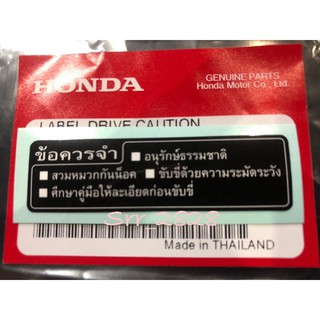 HONDA
GENUINE PARTS
Honda Motor Co., Ltd.
LABEL DRIVE CAUTION
ข้อควรจำ
อนุรักษ์ธรรมชาติ
สวมหมวกกันน็อค ขับขี่ด้วยความระมัดระวัง
ศึกษาคู่มือให้ละเอียดก่อนขับขี่
Srr_2828
Made in THAILAND